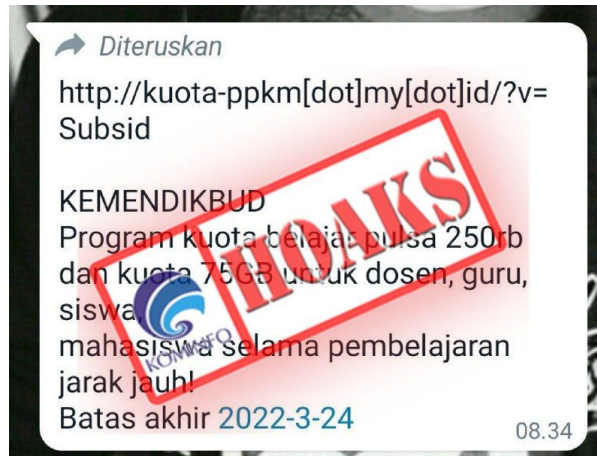 Diteruskan
http://kuota-ppkm[dot]my[dot]id/?v=
Subsid
KEMENDIKBUD
Program kuota belajar pulsa 250rb
dan kuota 75GB untuk dosen, guru,
siswa,
mahasiswa selama pembelajaran
jarak jauh!
Batas akhir 2022-3-24
08.34
HOAKS
KOMINFO